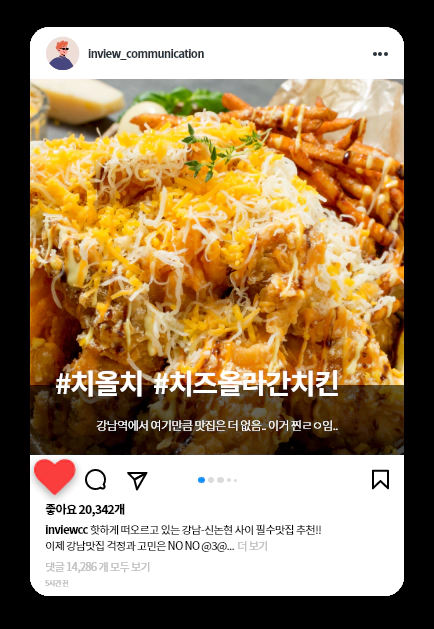 inview_communication
#치올치 #치즈올라간치킨
강남역에서 여기만큼 맛집은 더 없음.. 이거 찐ㄹㅇ임..
좋아요 20,342개
inviewcc 핫하게 떠오르고 있는 강남-신논현 사이 필수맛집 추천!!
이제 강남맛집 걱정과 고민은 NO NO @3@... 더 보기
댓글 14,286 개 모두 보기
5시간 전